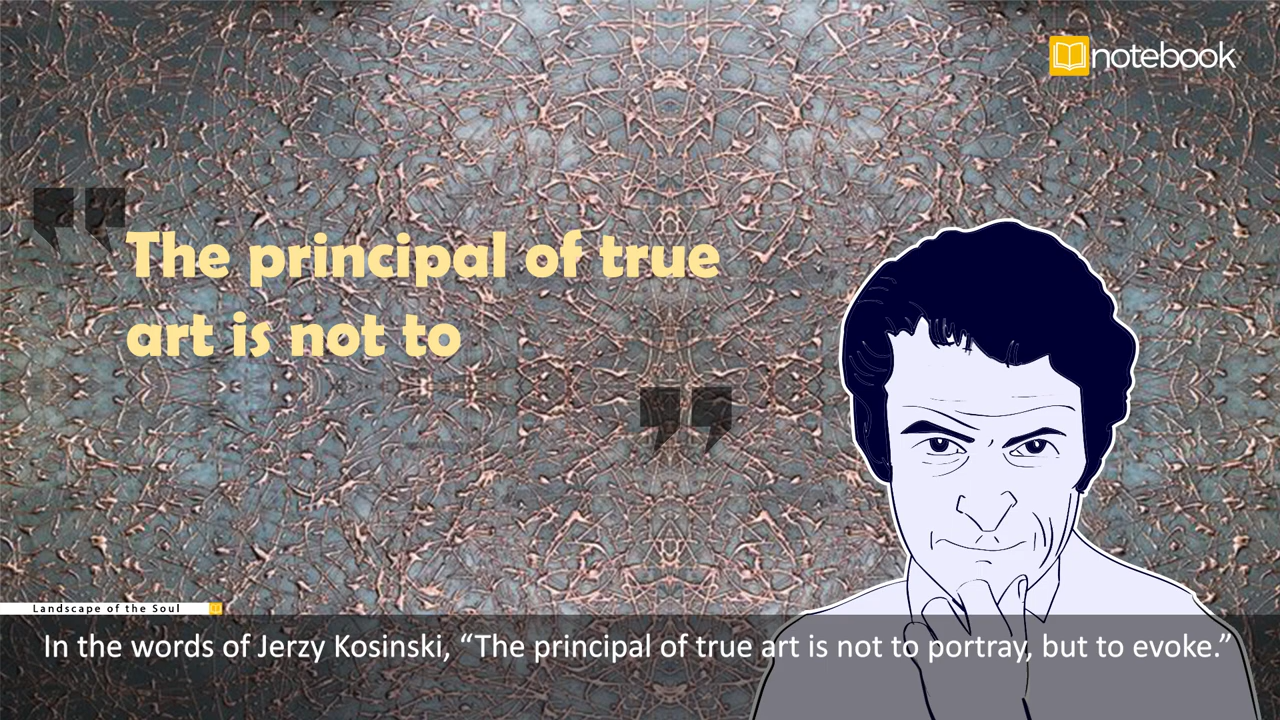 notebook
The principal of true
art is not to
Landscape of the Soul
In the words of Jerzy Kosinski, “The principal of true art is not to portray, but to evoke.”